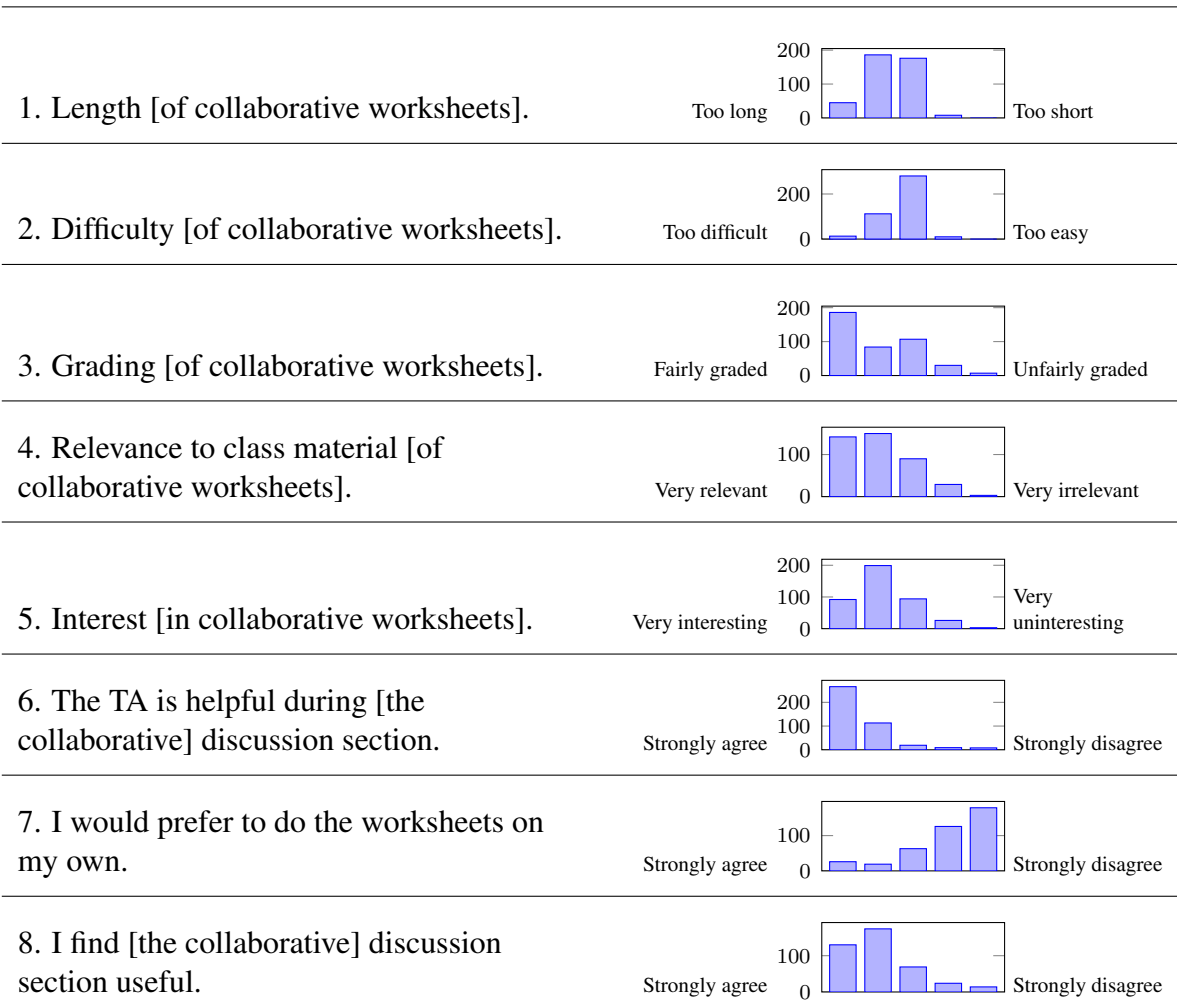 200
100
0
1. Length [of collaborative worksheets].
Too long
Too short
200
0
2. Difficulty [of collaborative worksheets].
Too difficult
Too easy
200
100
0
3. Grading [of collaborative worksheets].
Fairly graded
Unfairly graded
4. Relevance to class material [of
collaborative worksheets].
100
0
Very relevant
Very irrelevant
200
100
0
5. Interest [in collaborative worksheets].
Very interesting
Very
uninteresting
6. The TA is helpful during [the
collaborative] discussion section.
200
100
0
Strongly agree
Strongly disagree
7. I would prefer to do the worksheets on
my own.
100
0
Strongly agree
Strongly disagree
8. I find [the collaborative] discussion
section useful.
100
0
Strongly agree
Strongly disagree